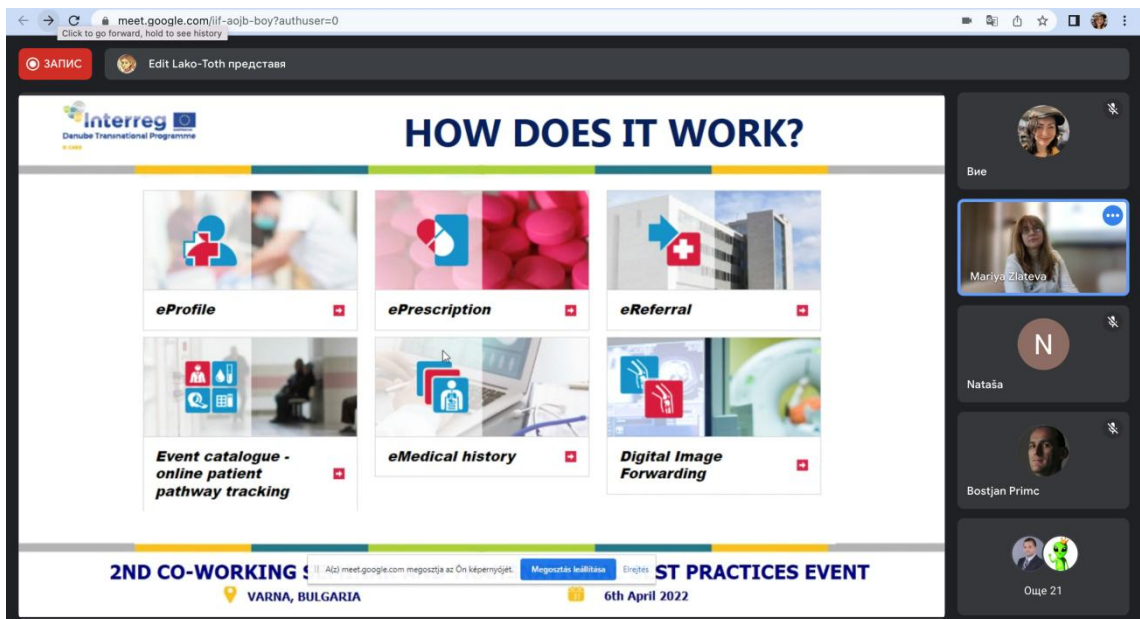 meet.google.com/iif-aojb-boy?authuser=0
Click to go forward, hold to see history
ЗАПИС
Edit Lako-Toth представя
Interreg
Danube Transnational Programme
HOW DOES IT WORK?
eProfile
ePrescription
eReferral
Event catalogue -
online patient
pathway tracking
eMedical history
Digital Image
Forwarding
2ND CO-WORKING
ST PRACTICES EVENT
A(z) meet.google.com megosztja az Ön képernyőjét.
Megosztás leállítása
Elrejtés
VARNA, BULGARIA
6th April 2022
Вие
Mariya Zlateva
N
Nataša
Bostjan Primc
Още 21